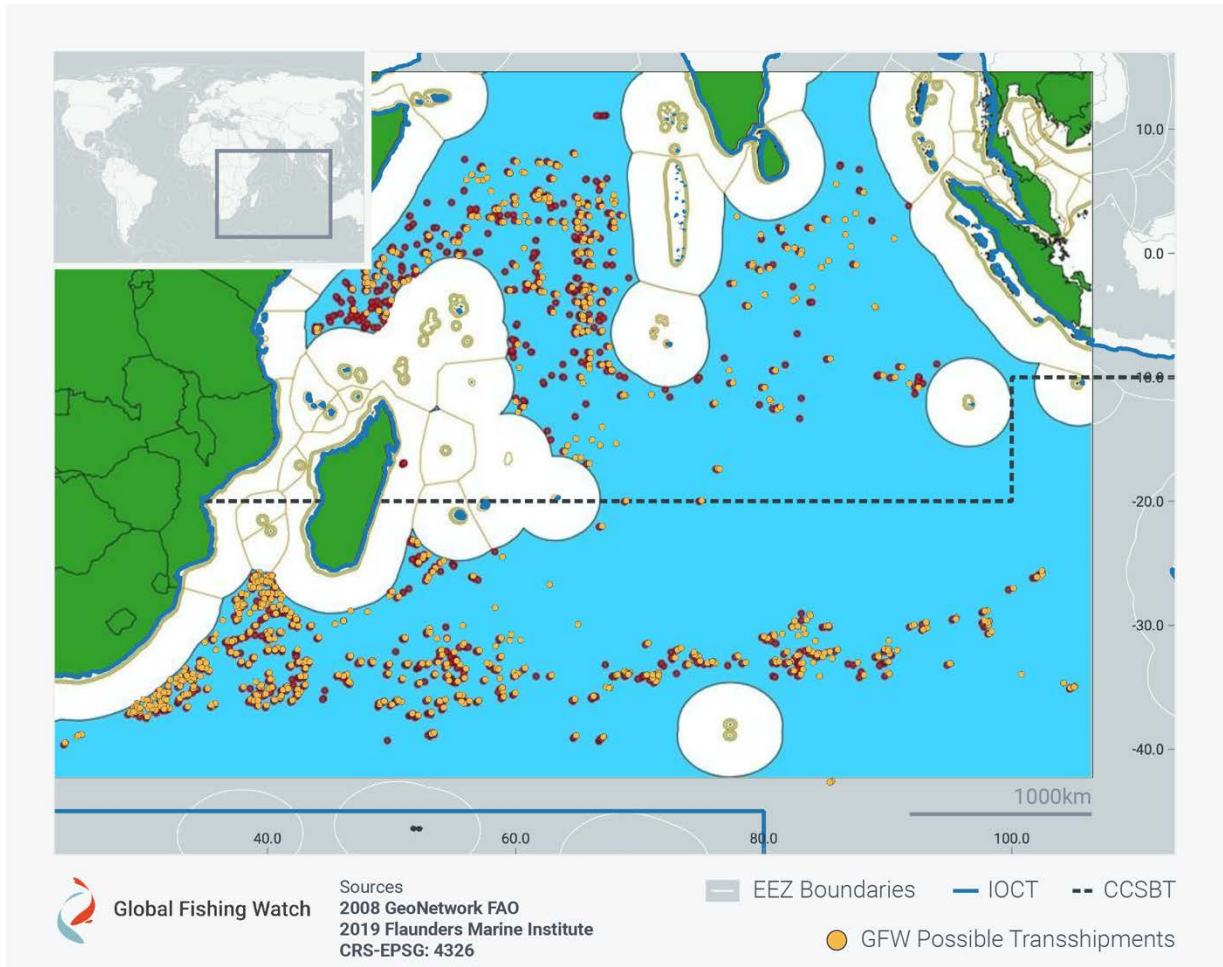 10.0
0.0
-10.0
-20.0
-30.0
-40.0
1000km
40.0
60.0
80.0
100.0
EEZ Boundaries
IOCT
CCSBT
GFW Possible Transshipments
Global Fishing Watch
Sources
2008 GeoNetwork FAO
2019 Flaunders Marine Institute
CRS-EPSG: 4326